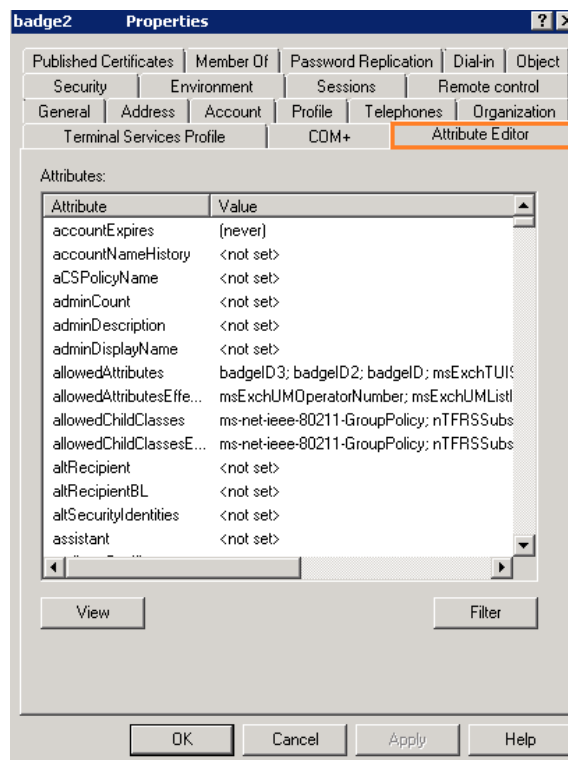 badge2 Properties
Published Certificates Member Of Password Replication Dial-in Object
Security Environment Sessions Remote control
General Address Account Profile Telephones Organization
Terminal Services Profile COM+ Attribute Editor
Attributes:
Attribute Value
accountExpires (never)
accountNameHistory <not set>
aCSPolicyName <not set>
adminCount <not set>
adminDescription <not set>
adminDisplayName <not set>
allowedAttributes badgeID3; badgeID2; badgeID; msExchTUIS
allowedAttributesEffe... msExchUMOperatorNumber; msExchUMListI
allowedChildClasses ms-net-ieee-80211-GroupPolicy; nTFRSSubs
allowedChildClassesE... ms-net-ieee-80211-GroupPolicy; nTFRSSubs
altRecipient <not set>
altRecipientBL <not set>
altSecurityIdentities <not set>
assistant <not set>
View Filter
OK Cancel Apply Help